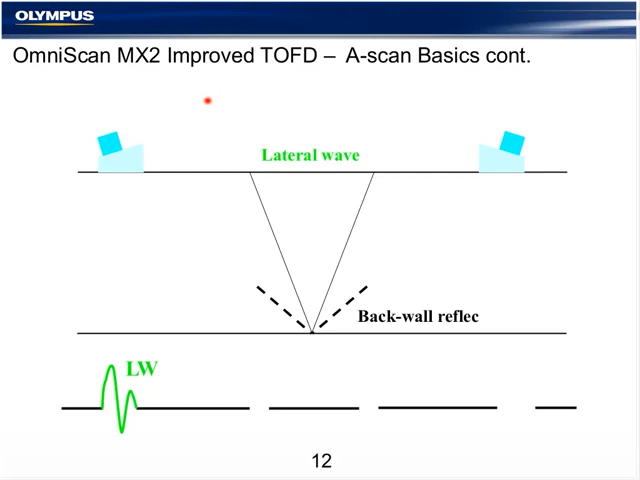 OLYMPUS
OmniScan MX2 Improved TOFD – A-scan Basics cont.
Lateral wave
Back-wall reflec
LW
12